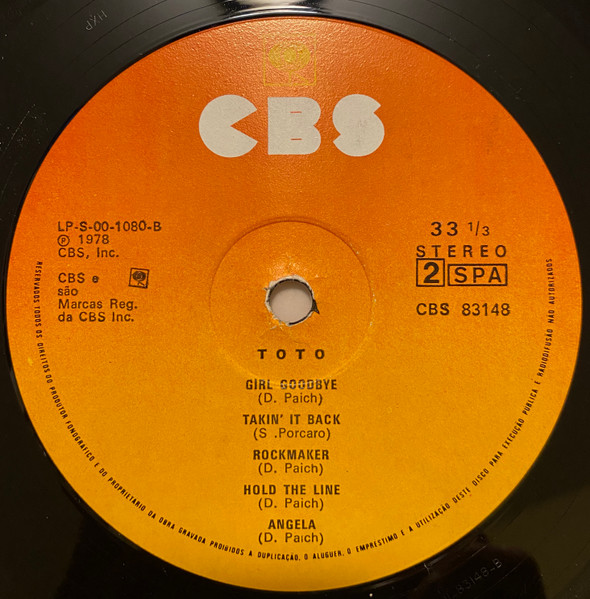 CBS
LP-S-00-1080-B
℗ 1978
CBS, Inc.
CBS e
são
Marcas Reg.
da CBS Inc.
33 1/3
STEREO
2 SPA
CBS 83148
TOTO
GIRL GOODBYE
(D. Paich)
TAKIN' IT BACK
(S .Porcaro)
ROCKMAKER
(D. Paich)
HOLD THE LINE
(D. Paich)
ANGELA
(D. Paich)
RESERVADOS TODOS OS DIREITOS DO PRODUTOR FONOGRÁFICO E DO PROPRIETÁRIO DA OBRA GRAVADA PROIBIDOS A DUPLICAÇÃO, O ALUGUER, O EMPRÉSTIMO E A UTILIZAÇÃO DESTE DISCO PARA EXECUÇÃO PÚBLICA E RADIODIFUSÃO NÃO AUTORIZADOS
83148-B